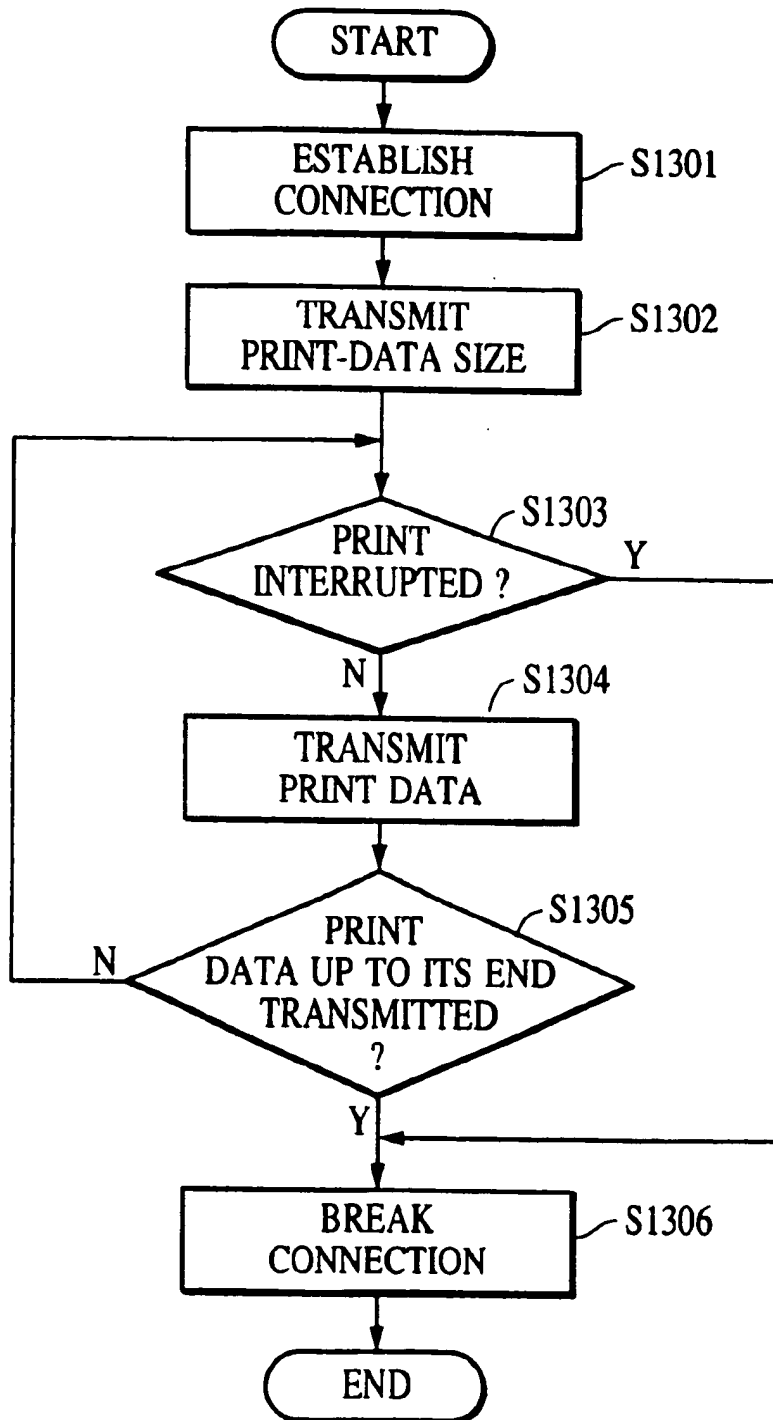 START
ESTABLISH
CONNECTION
S1301
TRANSMIT
PRINT-DATA SIZE
S1302
S1303
PRINT
INTERRUPTED ?
Y
N
S1304
TRANSMIT
PRINT DATA
S1305
PRINT
DATA UP TO ITS END
TRANSMITTED
?
N
Y
BREAK
CONNECTION
S1306
END